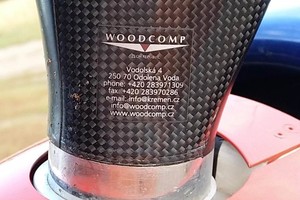 WOODCOMP
Vodolská 4
250 70 Odolena Voda
phone: +420 283971309
fax: +420 283970286
e-mail: info@kremen.cz
info@woodcomp.cz
www.woodcomp.cz